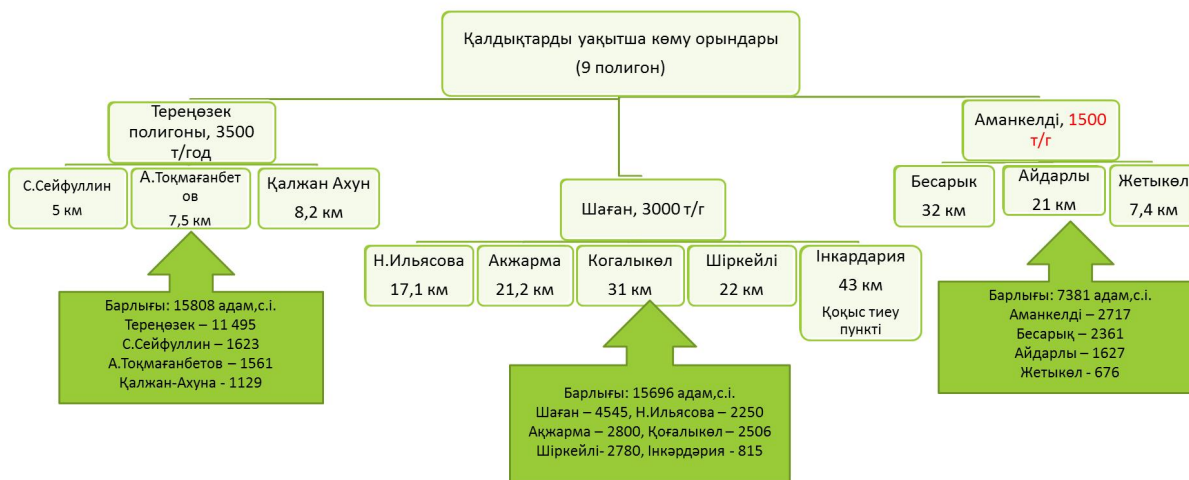 Қалдықтарды уақытша көму орындары
(9 полигон)
Тереңөзек
полигоны, 3500
т/год
С.Сейфуллин
5 км
А.Тоқмағанбет
ов
7,5 км
Қалжан Ахун
8,2 км
Барлығы: 15808 адам,с.і.
Тереңөзек – 11 495
С.Сейфуллин – 1623
А.Тоқмағанбетов – 1561
Қалжан-Ахуна - 1129
Шаған, 3000 т/г
Н.Ильясова
17,1 км
Акжарма
21,2 км
Когалыкөл
31 км
Шіркейлі
22 км
Інкардария
43 км
Қоқыс тиеу
пункті
Барлығы: 15696 адам,с.і.
Шаған – 4545, Н.Ильясова – 2250
Ақжарма – 2800, Қоғалыкөл – 2506
Шіркейлі- 2780, Інкәрдәрия - 815
Аманкелді, 1500
т/г
Бесарык
32 км
Айдарлы
21 км
Жетыкөл
7,4 км
Барлығы: 7381 адам,с.і.
Аманкелді – 2717
Бесарық – 2361
Айдарлы – 1627
Жетыкөл - 676